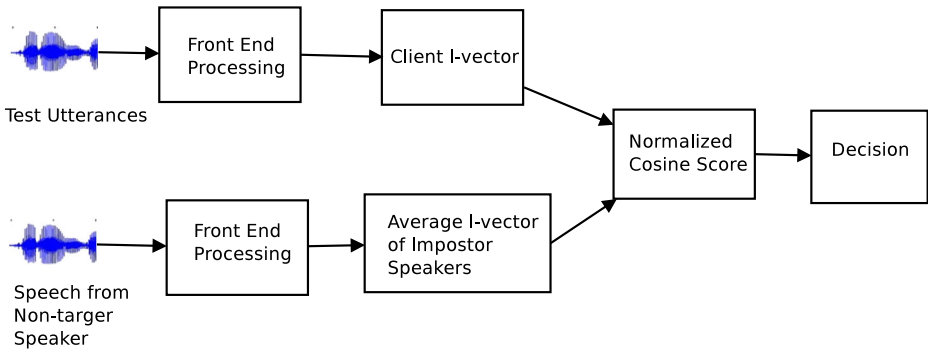 Front End
Processing
Client I-vector
Test Utterances
Normalized
Cosine Score
Decision
Front End
Processing
Average I-vector
of Impostor
Speakers
Speech from
Non-targer
Speaker